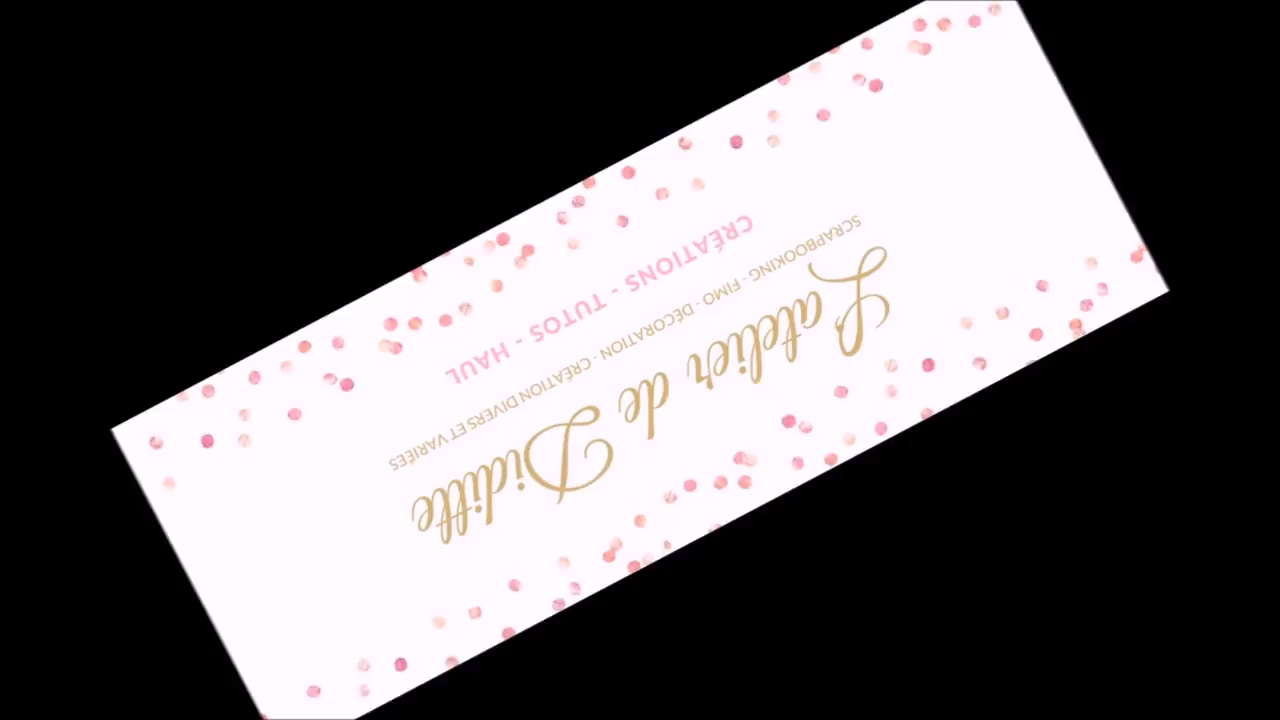 L'atelier de Diditte
SCRAPBOOKING - FIMO - DÉCORATION - CRÉATION DIVERS ET VARIÉES
CRÉATIONS - TUTOS - HAUL